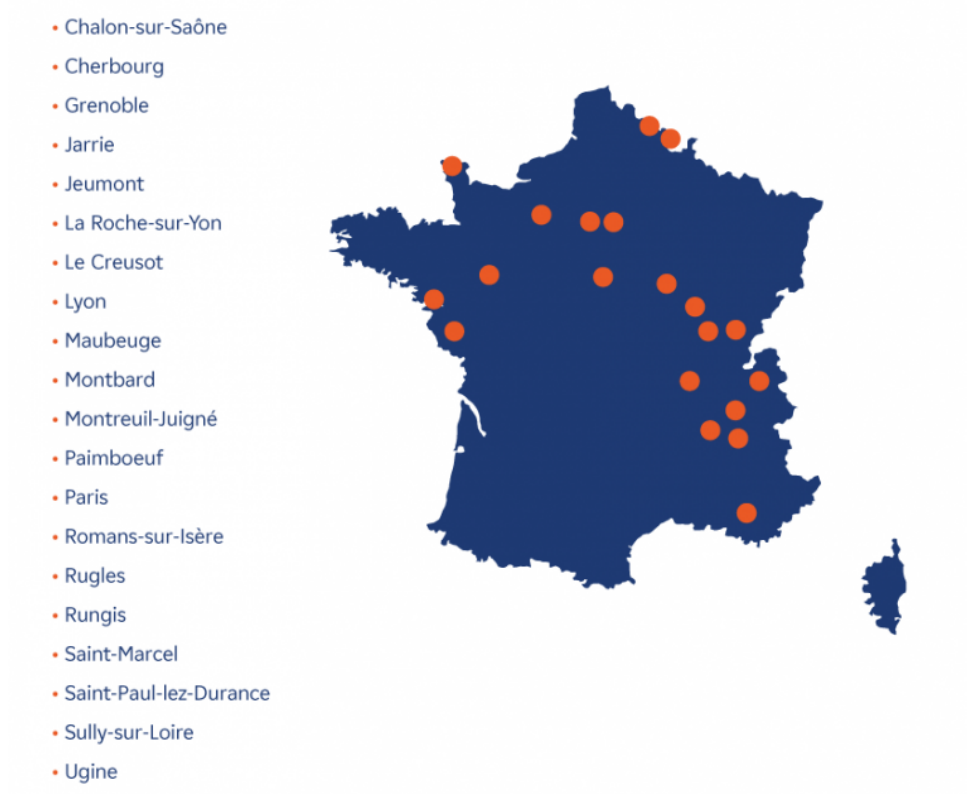 • Chalon-sur-Saône
• Cherbourg
• Grenoble
• Jarrie
• Jeumont
• La Roche-sur-Yon
• Le Creusot
• Lyon
• Maubeuge
• Montbard
• Montreuil-Juigné
• Paimboeuf
• Paris
• Romans-sur-Isère
• Rugles
• Rungis
• Saint-Marcel
• Saint-Paul-lez-Durance
• Sully-sur-Loire
• Ugine